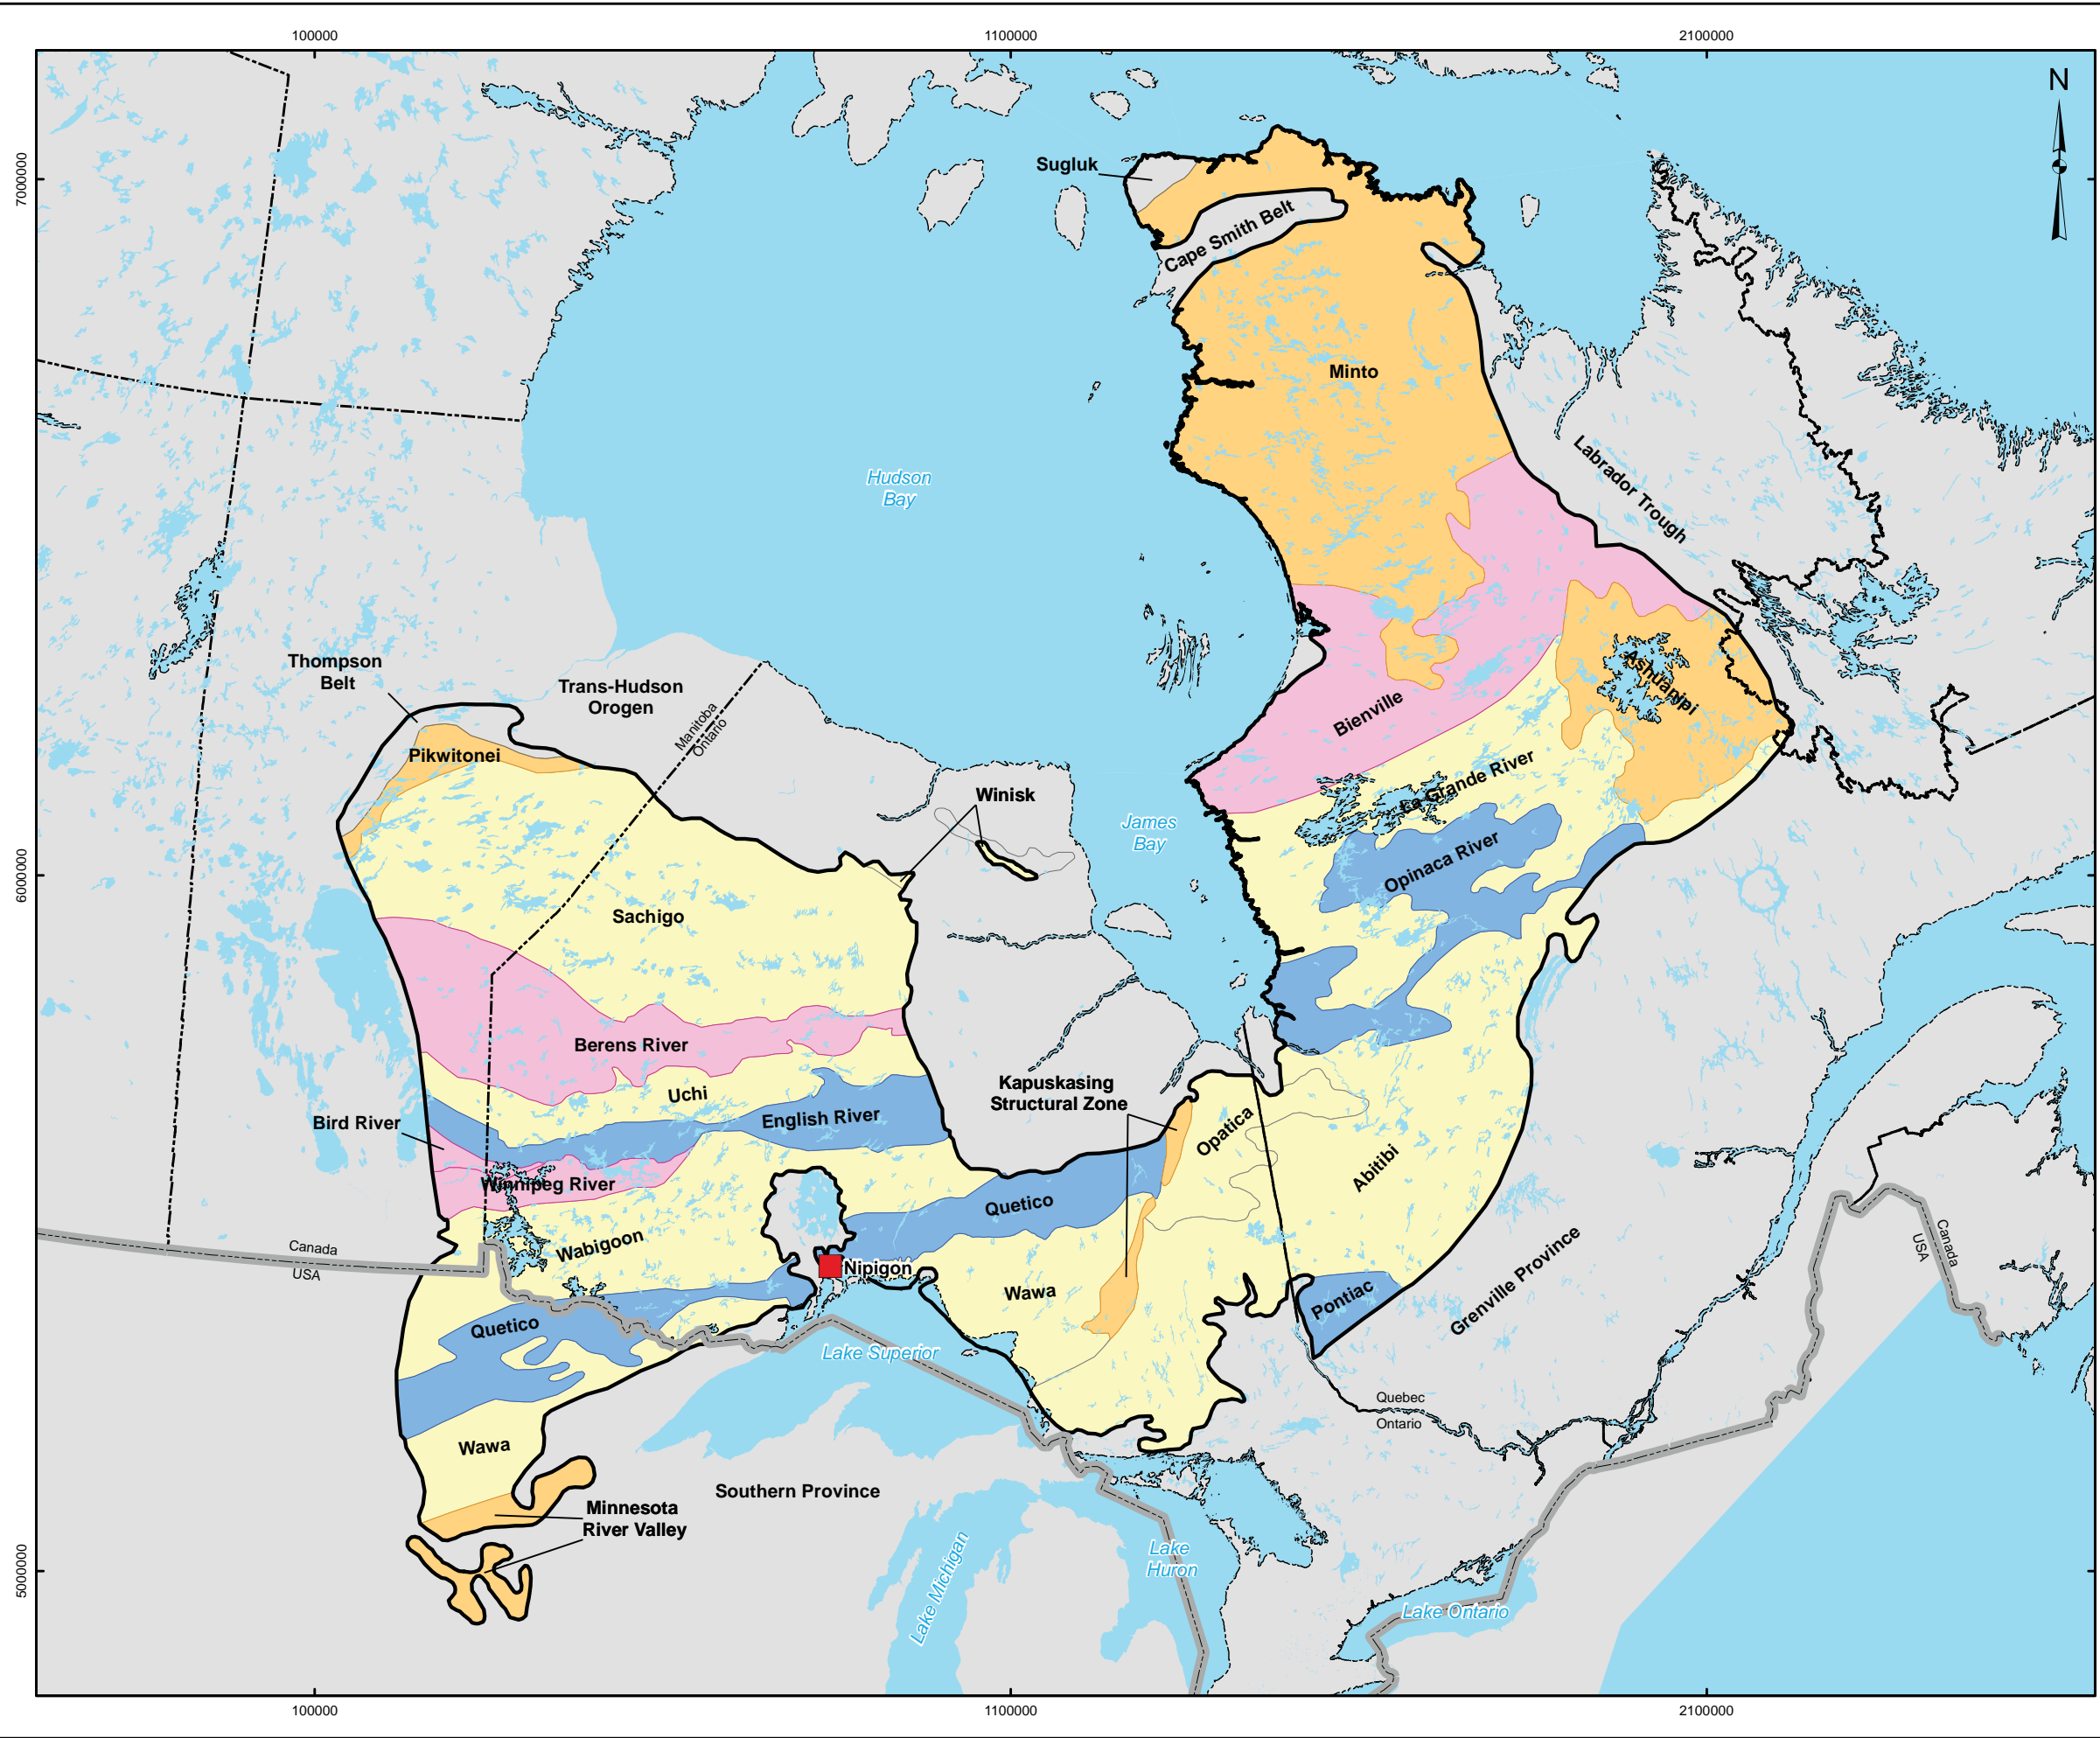 100000
1100000
2100000
N
7000000
Sugluk
Cape Smith Belt
Minto
Labrador Trough
Hudson
Bay
Thompson
Belt
Trans-Hudson
Orogen
Manitoba
Ontario
Ashuanipi
Bienville
Pikwitonei
La Grande River
Winisk
James
Bay
Opinaca River
6000000
Sachigo
Berens River
Uchi
Kapuskasing
Structural Zone
English River
Bird River
Opatica
Abitibi
Winnipeg River
Quetico
Wabigoon
Canada
USA
Canada
USA
Nipigon
Wawa
Pontiac
Grenville Province
Quetico
Lake Superior
Quebec
Ontario
Wawa
Southern Province
Minnesota
River Valley
5000000
Lake Michigan
Lake
Huron
Lake Ontario
100000
1100000
2100000